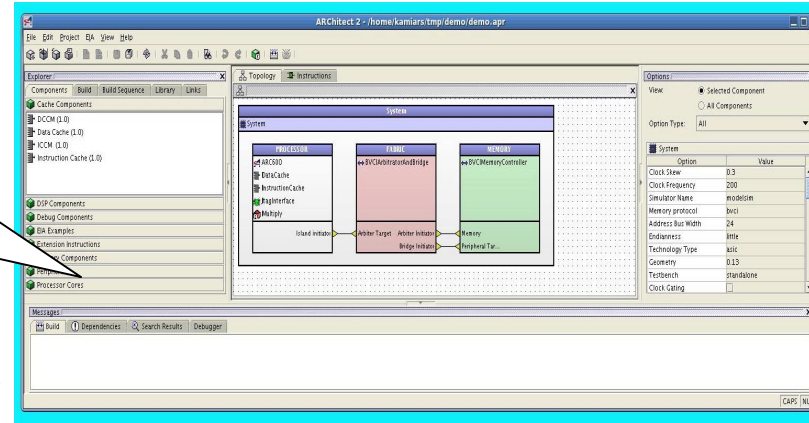 ARChitect 2 - /home/kamiars/tmp/demo/demo.apr
File Edit Project EIA View Help
Explorer X
Components Build Build Sequence Library Links
Cache Components
DCCM (1.0)
Data Cache (1.0)
ICCM (1.0)
Instruction Cache (1.0)
DSP Components
Debug Components
EIA Examples
Extension Instructions
Components
Processor Cores
Topology Instructions
X
System
System
PROCESSOR FABRIC MEMORY
ARC600 BVCIArbitratorAndBridge BVCIMemoryController
DataCache
InstructionCache
JtagInterface
Multiply
Island Initiator Arbiter Target Arbiter Initiator Memory
Bridge Initiator Peripheral Tar...
Options
View: Selected Component
All Components
Option Type: All
System
Option Value
Clock Skew 0.3
Clock Frequency 200
Simulator Name modelsim
Memory protocol bvci
Address Bus Width 24
Endianness little
Technology Type asic
Geometry 0.13
Testbench standalone
Clock Gating
Messages
Build Dependencies Search Results Debugger
CAPS